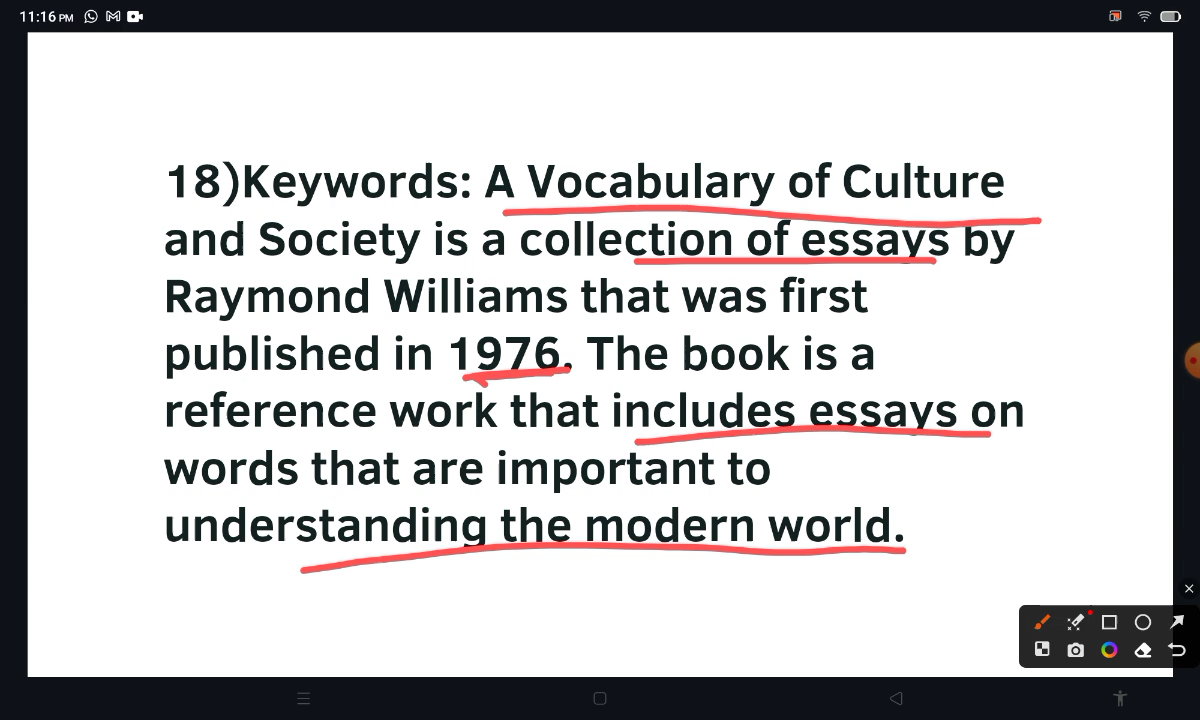 11:16 PM
18)Keywords: A Vocabulary of Culture
and Society is a collection of essays by
Raymond Williams that was first
published in 1976. The book is a
reference work that includes essays on
words that are important to
understanding the modern world.